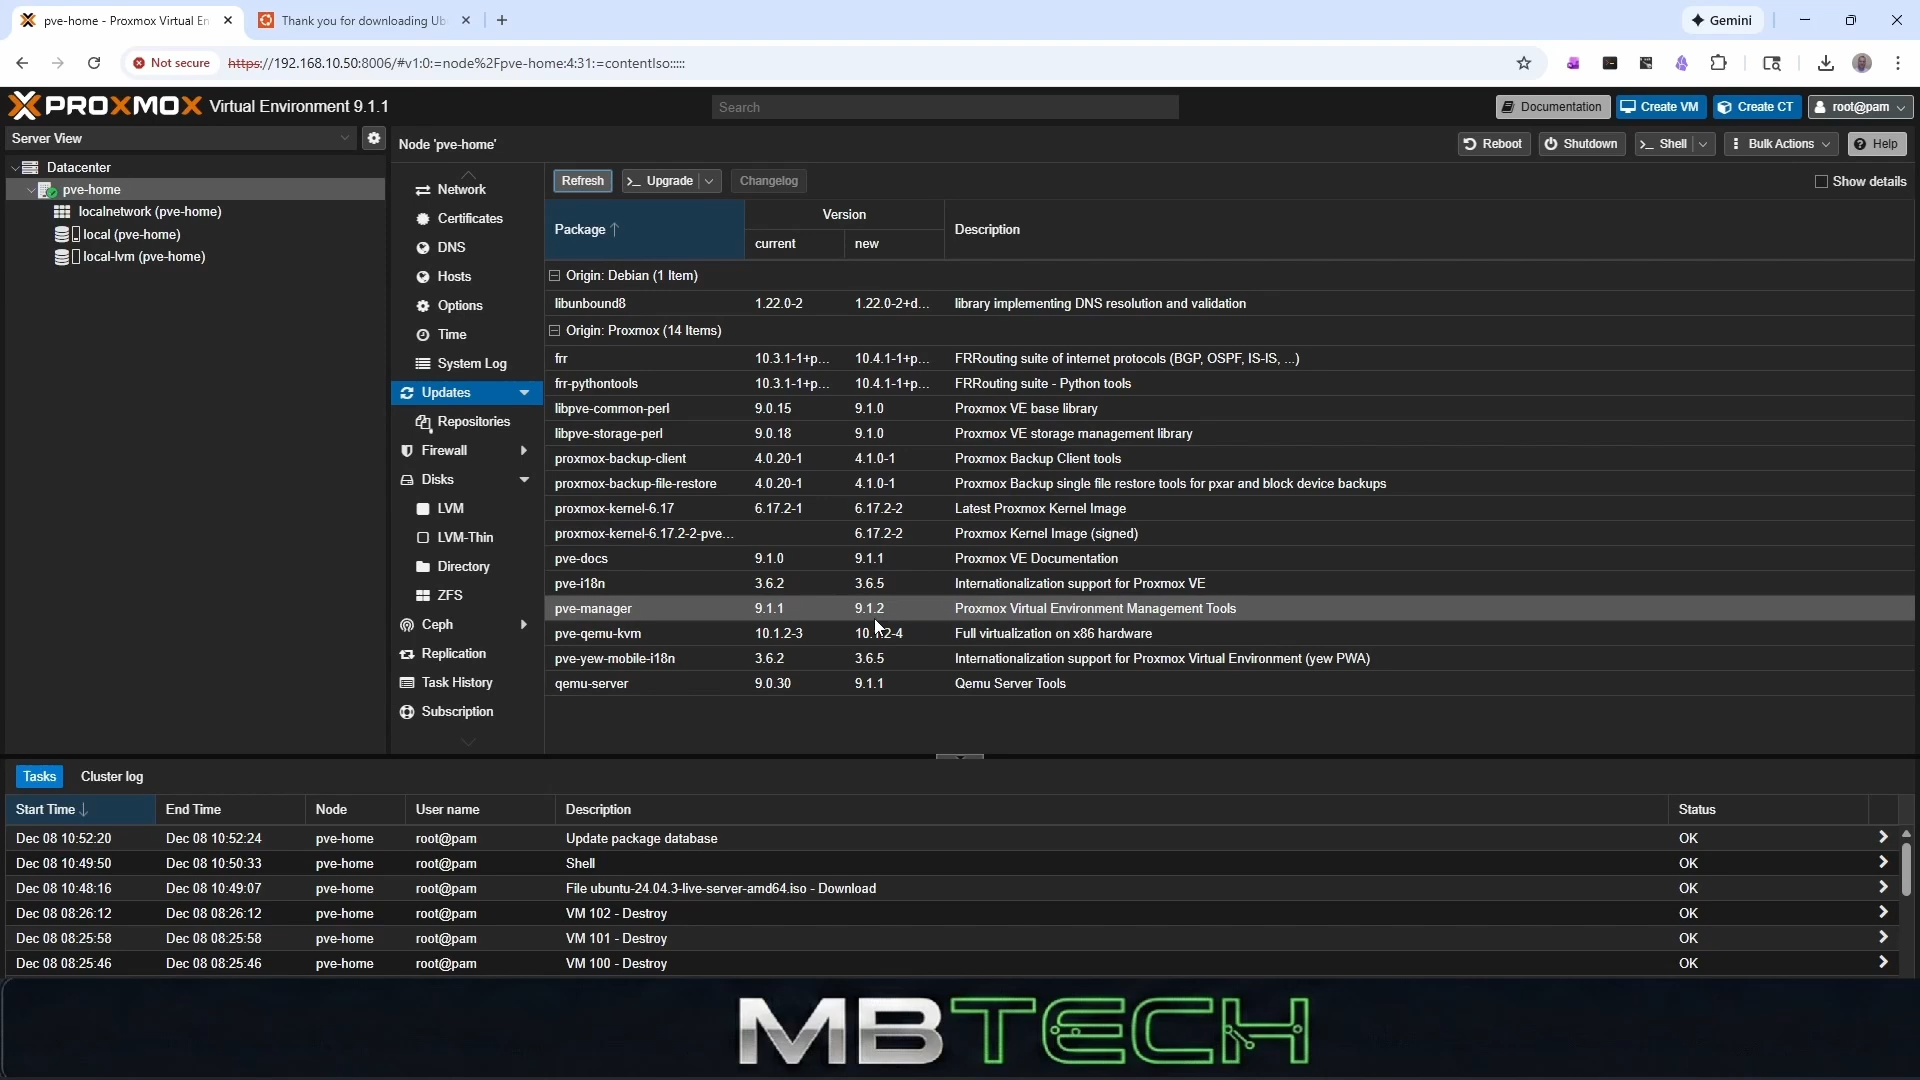 pve-home - Proxmox Virtual En
Thank you for downloading Ub
Gemini
Not secure https://192.168.10.50:8006/#v1:0:=node%2Fpve-home:4:31:=contentIso:::::
PROXMOX Virtual Environment 9.1.1
Search
Documentation
Create VM
Create CT
root@pam
Server View
Node 'pve-home'
Reboot
Shutdown
Shell
Bulk Actions
Help
Datacenter
pve-home
localnetwork (pve-home)
local (pve-home)
local-lvm (pve-home)
Network
Certificates
DNS
Hosts
Options
Time
System Log
Updates
Repositories
Firewall
Disks
LVM
LVM-Thin
Directory
ZFS
Ceph
Replication
Task History
Subscription
Refresh
Upgrade
Changelog
Show details
Package
Version
current
new
Description
Origin: Debian (1 Item)
libunbound8 1.22.0-2 1.22.0-2+d... library implementing DNS resolution and validation
Origin: Proxmox (14 Items)
frr 10.3.1-1+p... 10.4.1-1+p... FRRouting suite of internet protocols (BGP, OSPF, IS-IS, ...)
frr-pythontools 10.3.1-1+p... 10.4.1-1+p... FRRouting suite - Python tools
libpve-common-perl 9.0.15 9.1.0 Proxmox VE base library
libpve-storage-perl 9.0.18 9.1.0 Proxmox VE storage management library
proxmox-backup-client 4.0.20-1 4.1.0-1 Proxmox Backup Client tools
proxmox-backup-file-restore 4.0.20-1 4.1.0-1 Proxmox Backup single file restore tools for pxar and block device backups
proxmox-kernel-6.17 6.17.2-1 6.17.2-2 Latest Proxmox Kernel Image
proxmox-kernel-6.17.2-2-pve... 6.17.2-2 Proxmox Kernel Image (signed)
pve-docs 9.1.0 9.1.1 Proxmox VE Documentation
pve-i18n 3.6.2 3.6.5 Internationalization support for Proxmox VE
pve-manager 9.1.1 9.1.2 Proxmox Virtual Environment Management Tools
pve-qemu-kvm 10.1.2-3 10.1.2-4 Full virtualization on x86 hardware
pve-yew-mobile-i18n 3.6.2 3.6.5 Internationalization support for Proxmox Virtual Environment (yew PWA)
qemu-server 9.0.30 9.1.1 Qemu Server Tools
Tasks
Cluster log
Start Time End Time Node User name Description Status
Dec 08 10:52:20 Dec 08 10:52:24 pve-home root@pam Update package database OK
Dec 08 10:49:50 Dec 08 10:50:33 pve-home root@pam Shell OK
Dec 08 10:48:16 Dec 08 10:49:07 pve-home root@pam File ubuntu-24.04.3-live-server-amd64.iso - Download OK
Dec 08 08:26:12 Dec 08 08:26:12 pve-home root@pam VM 102 - Destroy OK
Dec 08 08:25:58 Dec 08 08:25:58 pve-home root@pam VM 101 - Destroy OK
Dec 08 08:25:46 Dec 08 08:25:46 pve-home root@pam VM 100 - Destroy OK
MBTECH